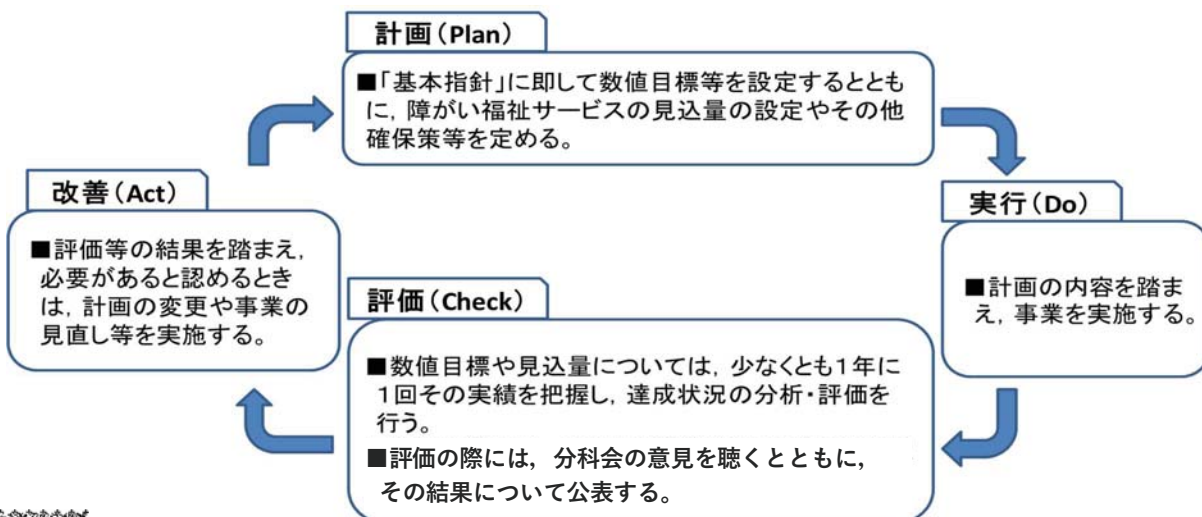 計画(Plan)
■「基本指針」に即して数値目標等を設定するととも
に,障がい福祉サービスの見込量の設定やその他
確保策等を定める。
実行(Do)
■計画の内容を踏ま
え,事業を実施する。
評価(Check)
■数値目標や見込量については,少なくとも1年に
1回その実績を把握し,達成状況の分析・評価を
行う。
■評価の際には,分科会の意見を聴くとともに,
その結果について公表する。
改善(Act)
■評価等の結果を踏まえ,
必要があると認めるとき
は,計画の変更や事業の
見直し等を実施する。